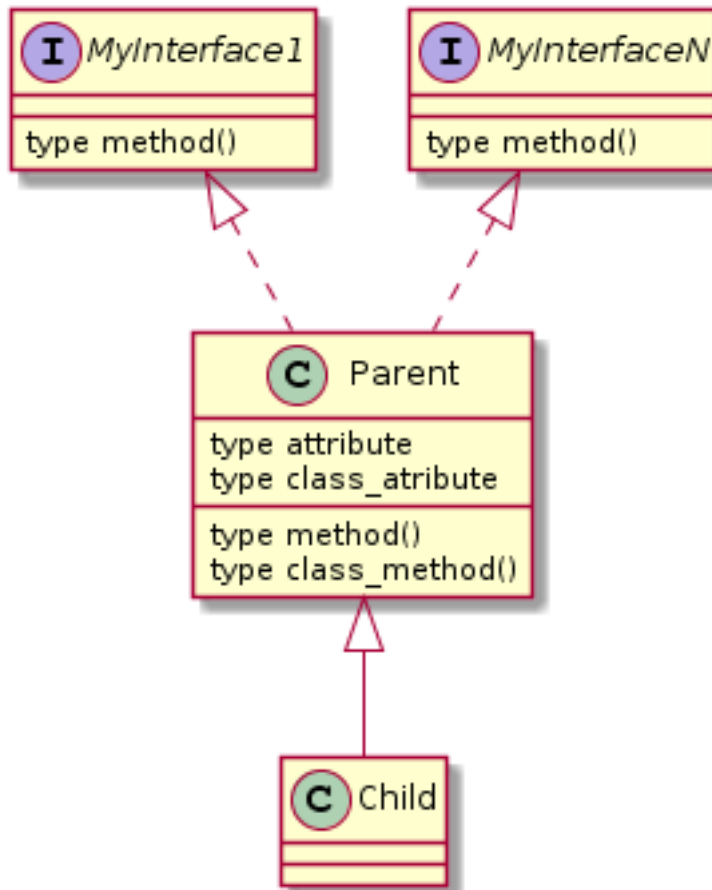 I MyInterface1
I MyInterfaceN
type method()
type method()
C Parent
type attribute
type class_atribute
type method()
type class_method()
C Child